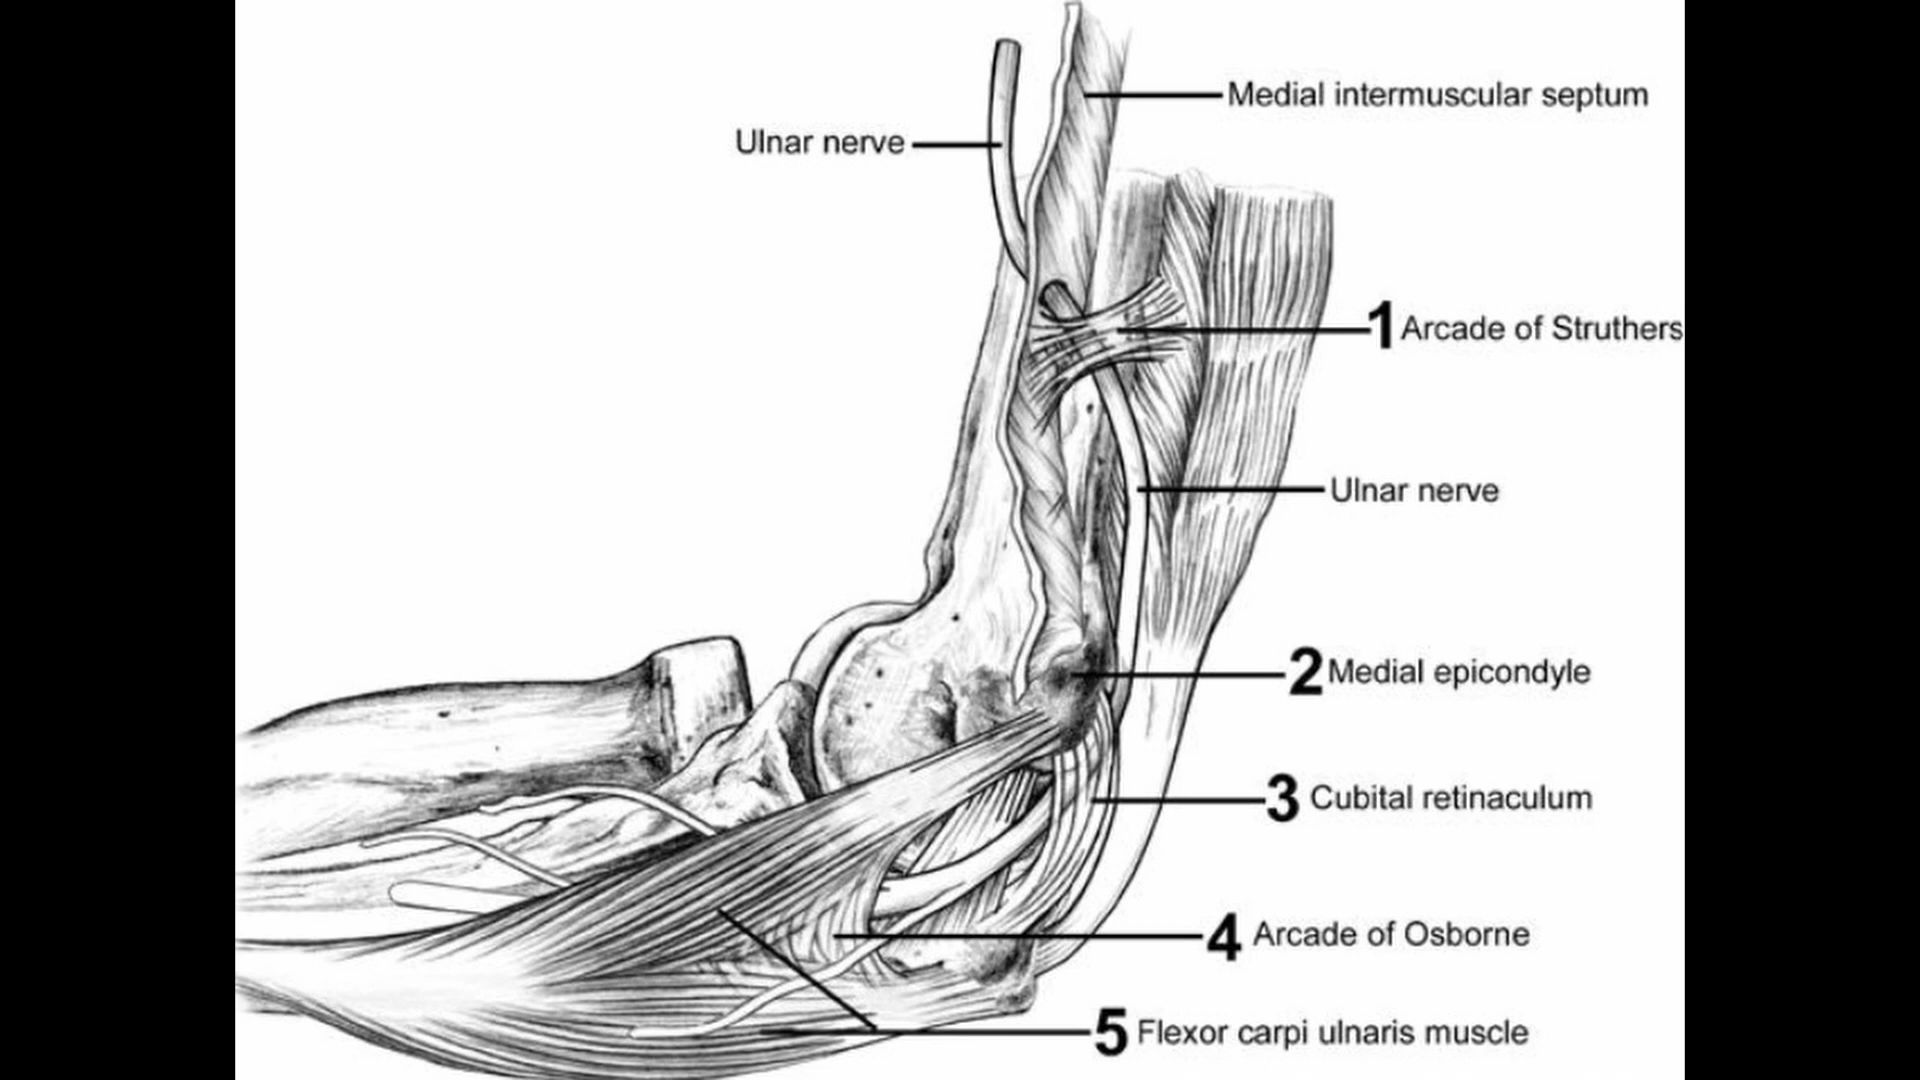 Medial intermuscular septum
Ulnar nerve
1 Arcade of Struthers
Ulnar nerve
2 Medial epicondyle
3 Cubital retinaculum
4 Arcade of Osborne
5 Flexor carpi ulnaris muscle